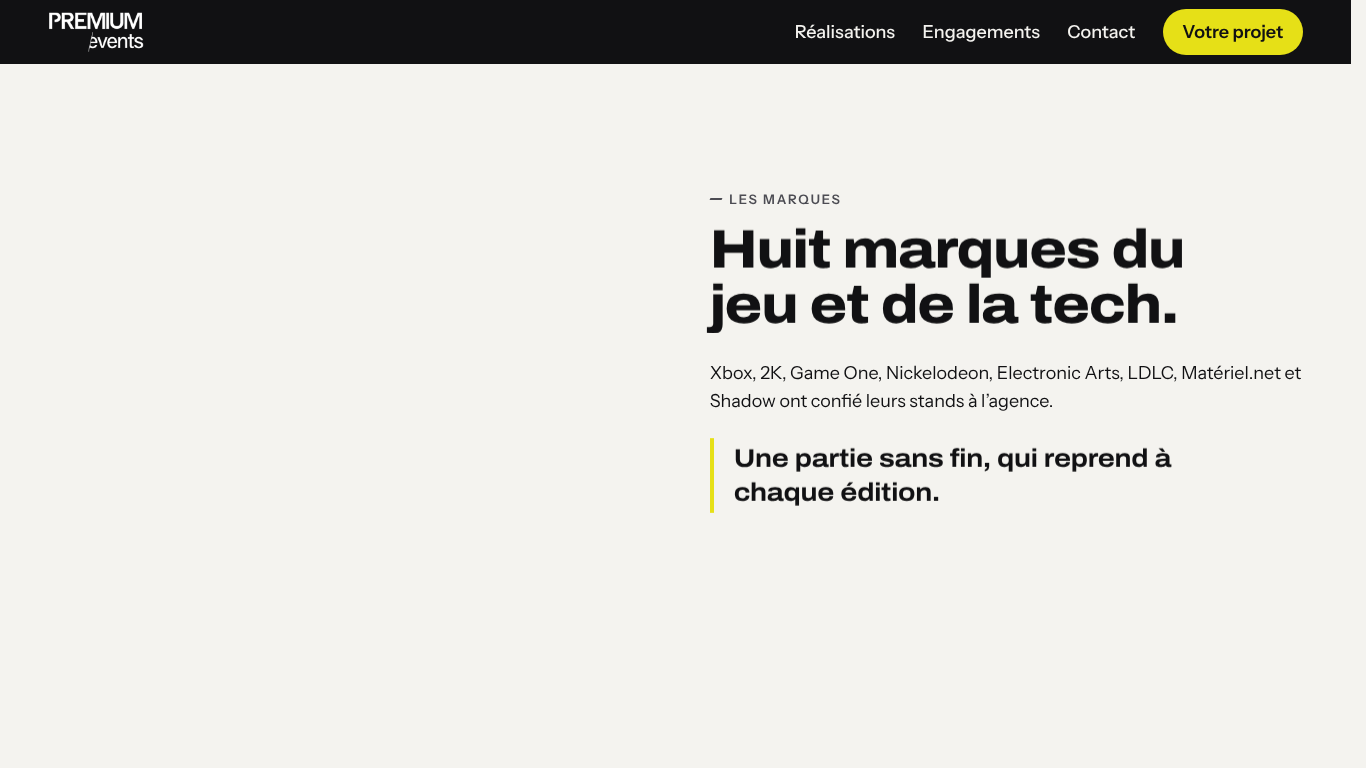 PREMIUM
events
Réalisations
Engagements
Contact
Votre projet
— LES MARQUES
Huit marques du
jeu et de la tech.
Xbox, 2K, Game One, Nickelodeon, Electronic Arts, LDLC, Matériel.net et
Shadow ont confié leurs stands à l’agence.
Une partie sans fin, qui reprend à
chaque édition.